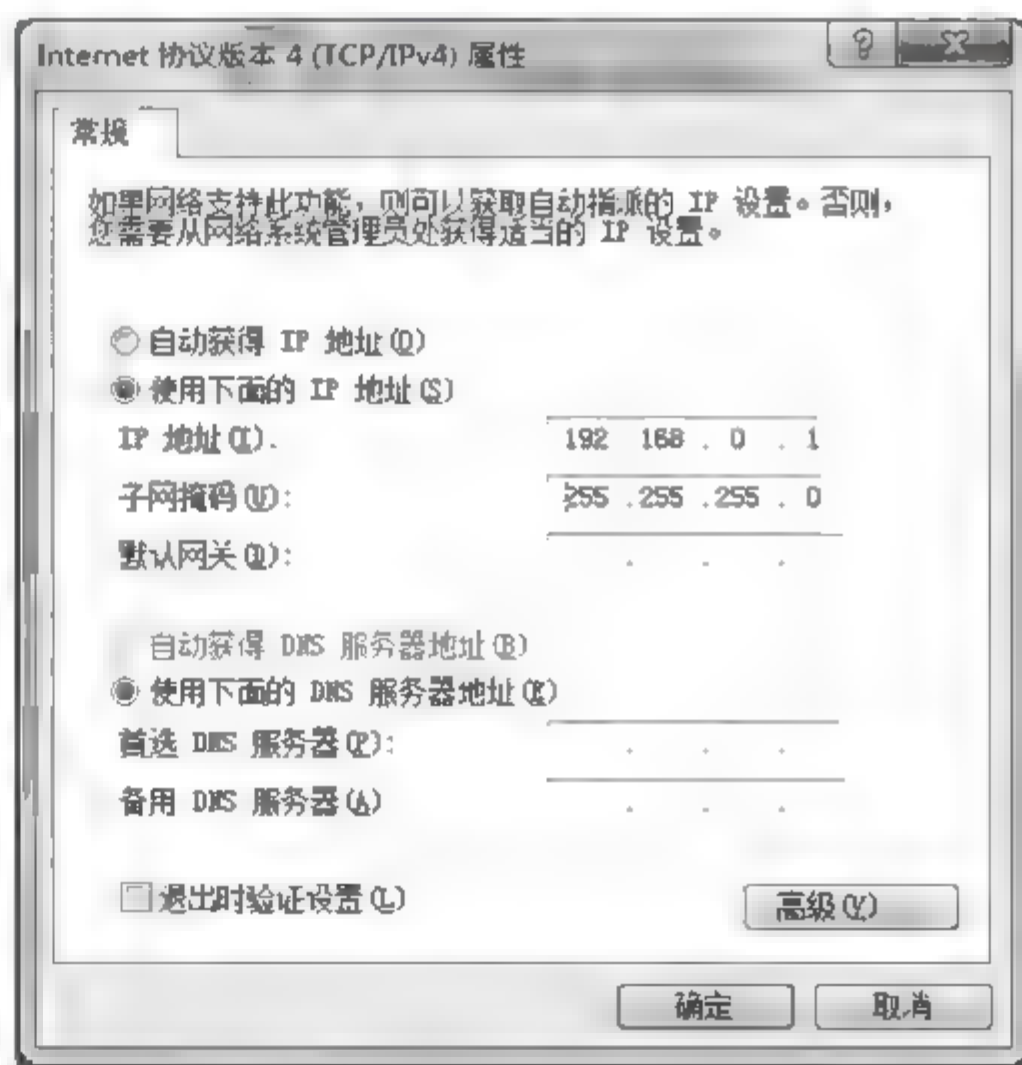 Internet 协议版本 4 (TCP/IPv4) 属性
常规
如果网络支持此功能，则可以获取自动指派的 IP 设置。否则，
您需要从网络系统管理员处获得适当的 IP 设置。
自动获得 IP 地址(O)
使用下面的 IP 地址(S)
IP 地址(I).
192 168 . 0 . 1
子网掩码(U):
255 .255 .255 . 0
默认网关(D):
自动获得 DNS 服务器地址(B)
使用下面的 DNS 服务器地址(E)
首选 DNS 服务器(P):
备用 DNS 服务器(A)
退出时验证设置(L)
高级(V)
确定
取消